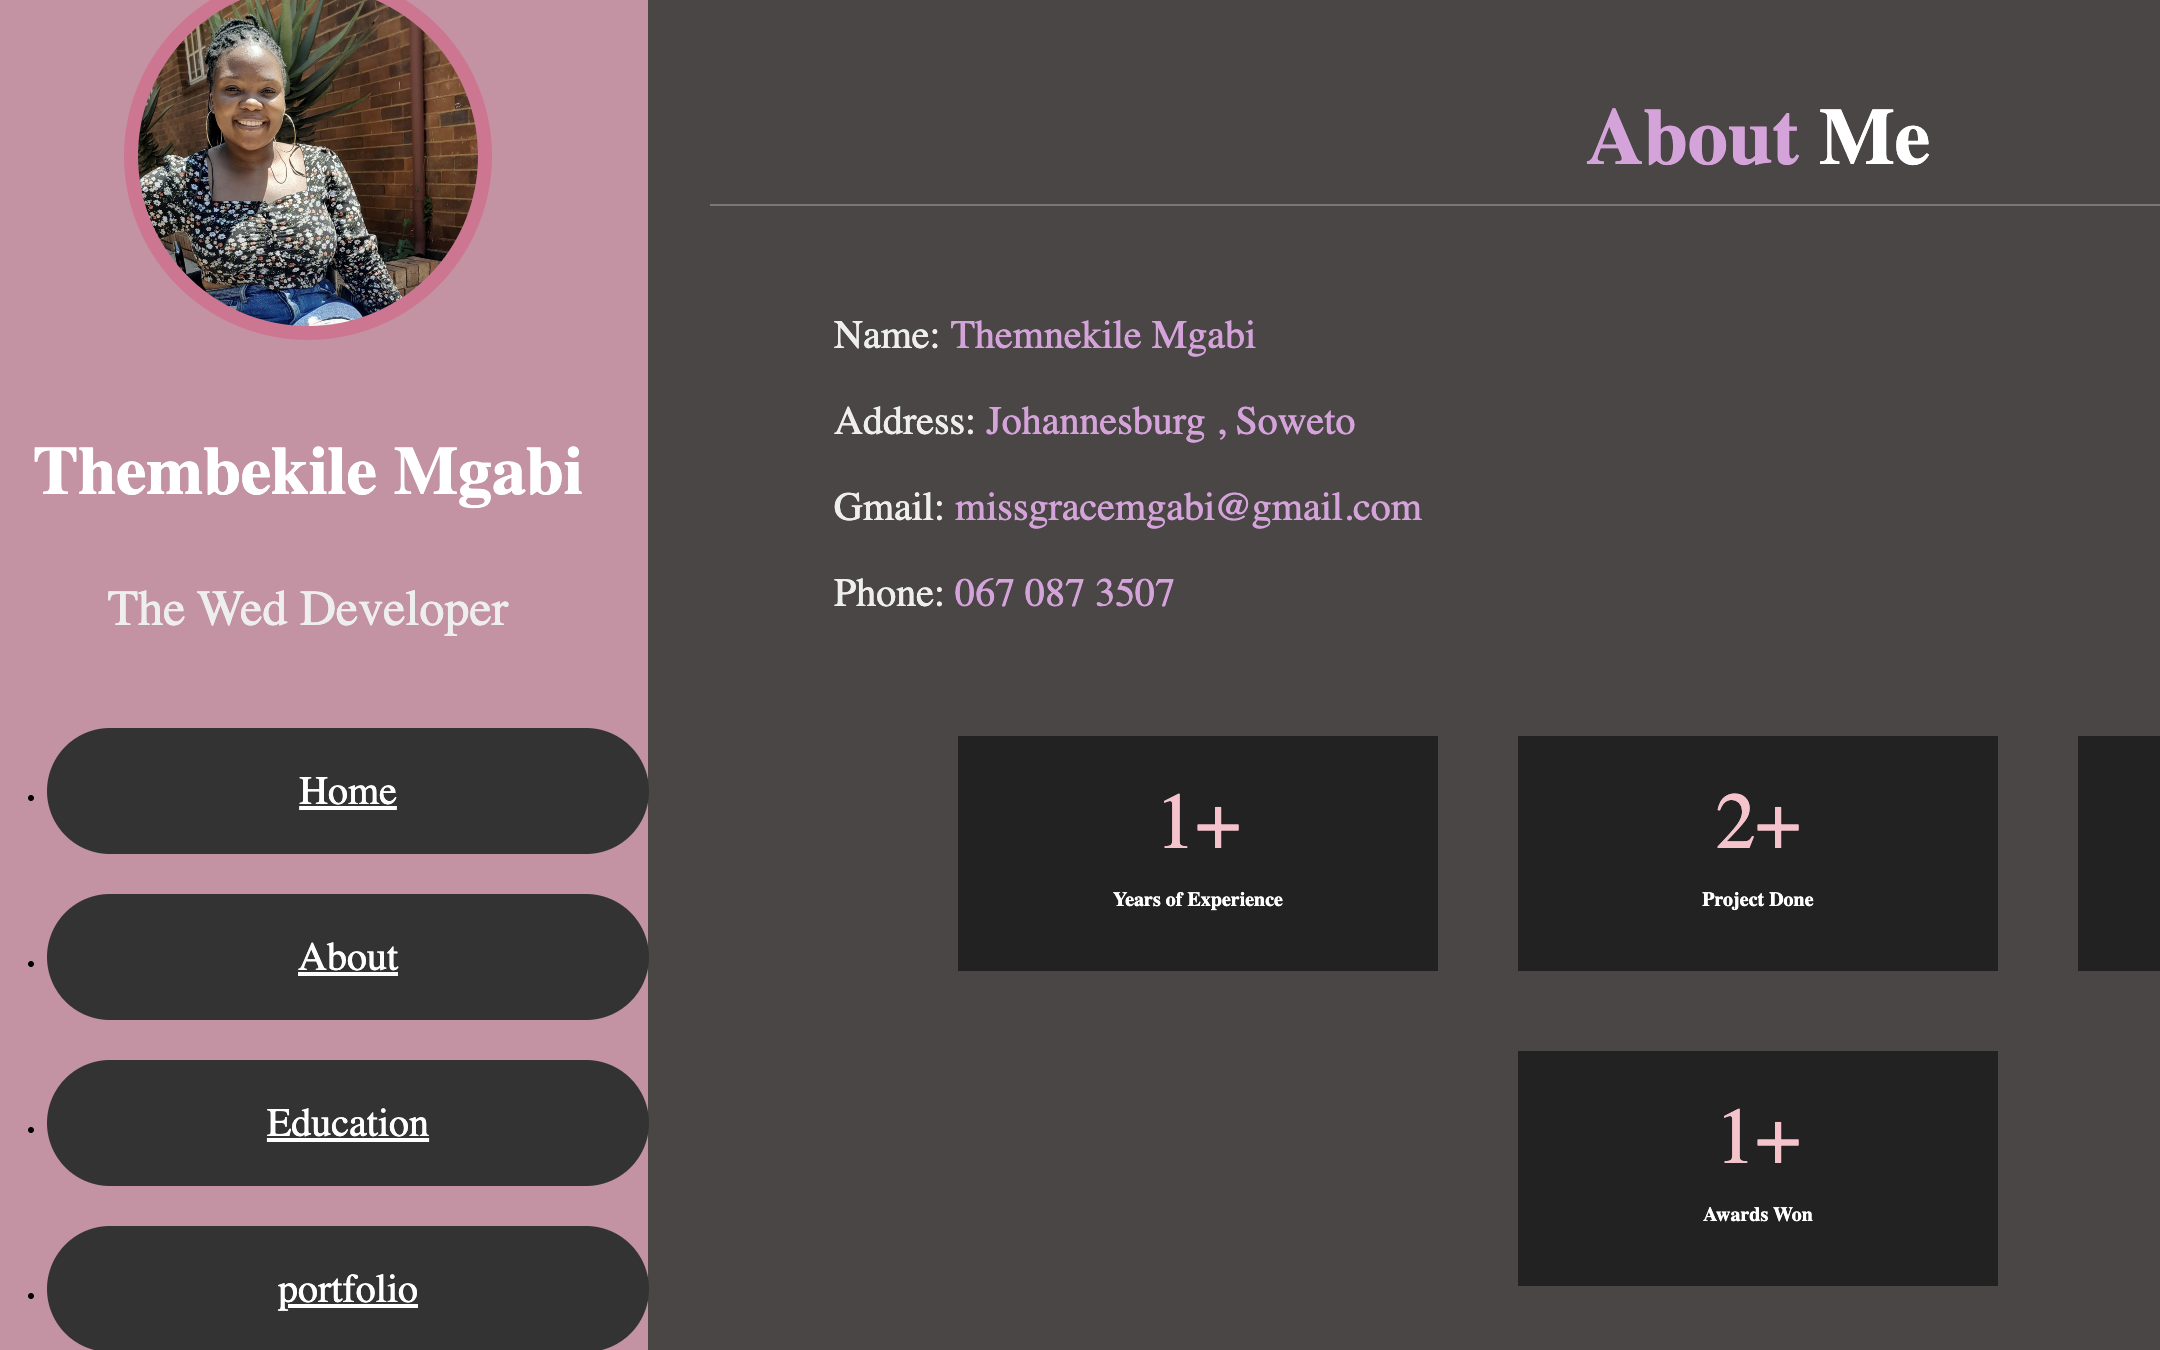 Thembekile Mgabi
The Wed Developer
Home
About
Education
portfolio
About Me
Name: Themnekile Mgabi
Address: Johannesburg , Soweto
Gmail: missgracemgabi@gmail.com
Phone: 067 087 3507
1+
Years of Experience
2+
Project Done
1+
Awards Won